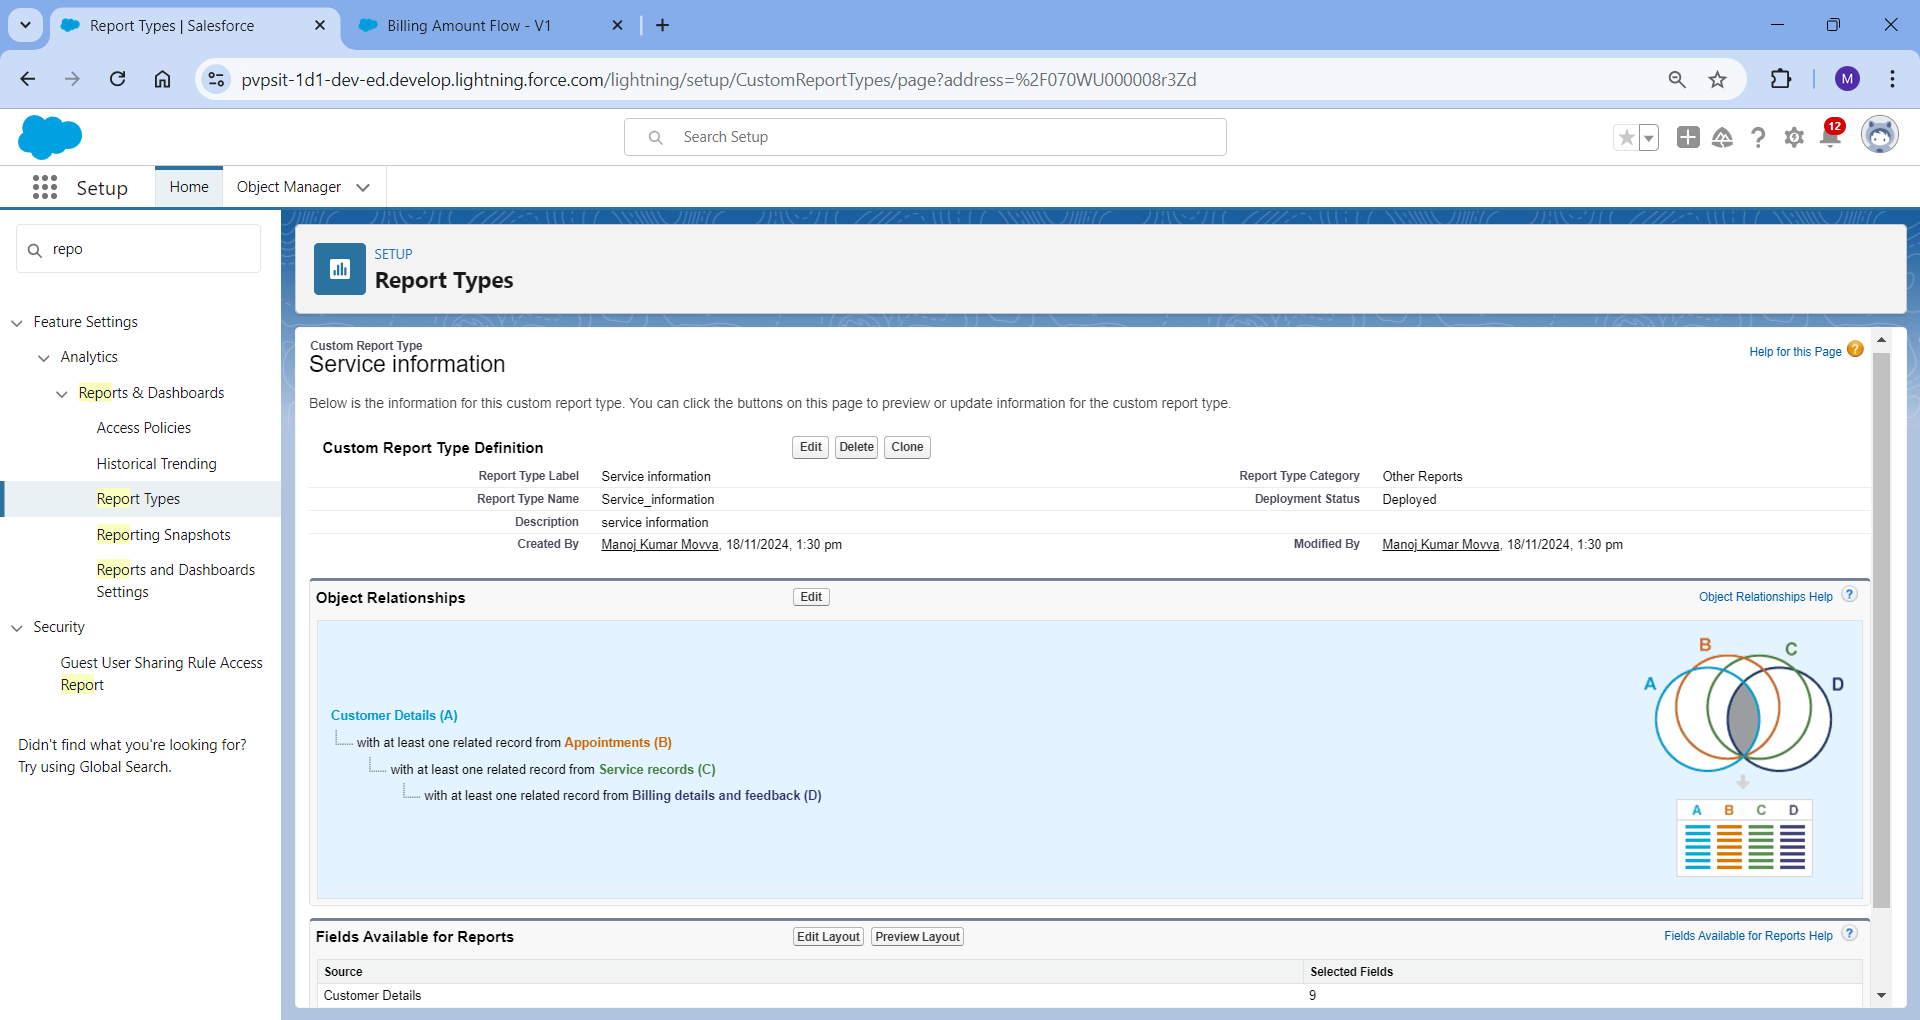 Report Types | Salesforce
Billing Amount Flow - V1
pvpsit-1d1-dev-ed.develop.lightning.force.com/lightning/setup/CustomReportTypes/page?address=%2F070WU000008r3Zd
M
Search Setup
12
Setup
Home
Object Manager
repo
Feature Settings
Analytics
Reports & Dashboards
Access Policies
Historical Trending
Report Types
Reporting Snapshots
Reports and Dashboards
Settings
Security
Guest User Sharing Rule Access
Report
Didn't find what you're looking for?
Try using Global Search.
SETUP
Report Types
Custom Report Type
Service information
Help for this Page ?
Below is the information for this custom report type. You can click the buttons on this page to preview or update information for the custom report type.
Custom Report Type Definition
Edit
Delete
Clone
Report Type Label Service information
Report Type Category Other Reports
Report Type Name Service_information
Deployment Status Deployed
Description service information
Created By Manoj Kumar Movva, 18/11/2024, 1:30 pm
Modified By Manoj Kumar Movva, 18/11/2024, 1:30 pm
Object Relationships
Edit
Object Relationships Help ?
Customer Details (A)
with at least one related record from Appointments (B)
with at least one related record from Service records (C)
with at least one related record from Billing details and feedback (D)
B C
A D
A B C D
Fields Available for Reports
Edit Layout
Preview Layout
Fields Available for Reports Help ?
Source Selected Fields
Customer Details 9